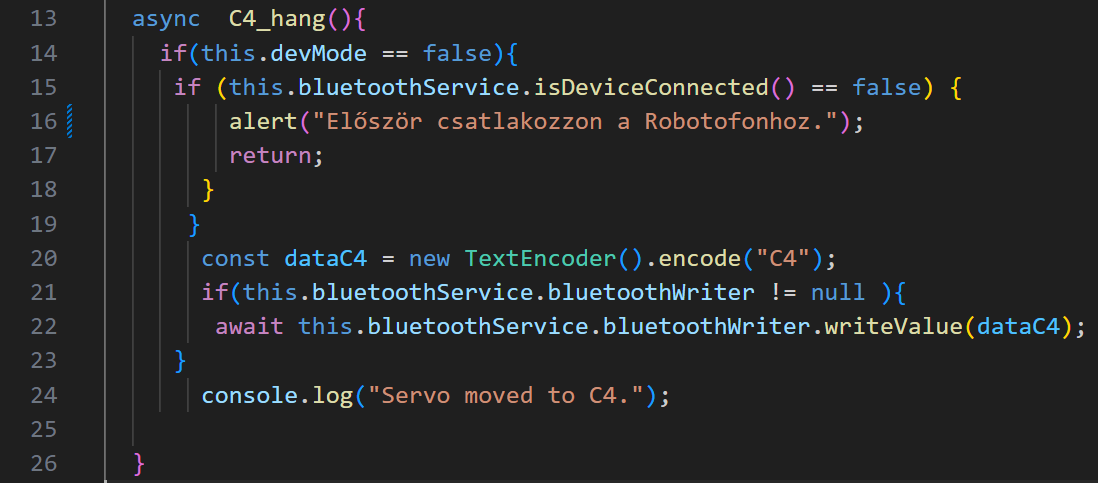 13 async  C4_hang(){
14 if(this.devMode == false){
15 if (this.bluetoothService.isDeviceConnected() == false) {
16 alert("Először csatlakozzon a Robotofonhoz.");
17 return;
18 }
19 }
20 const dataC4 = new TextEncoder().encode("C4");
21 if(this.bluetoothService.bluetoothWriter != null ){
22 await this.bluetoothService.bluetoothWriter.writeValue(dataC4);
23 }
24 console.log("Servo moved to C4.");
25
26 }